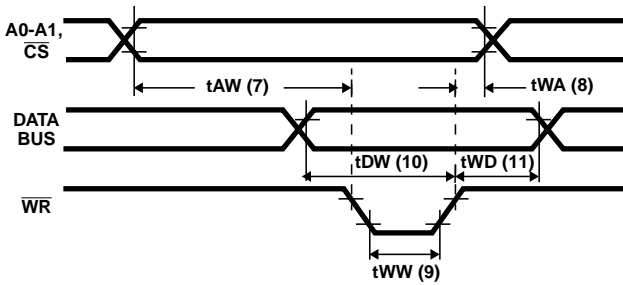 A0-A1,
CS
tAW (7)
tWA (8)
DATA
BUS
tDW (10)
tWD (11)
WR
tWW (9)